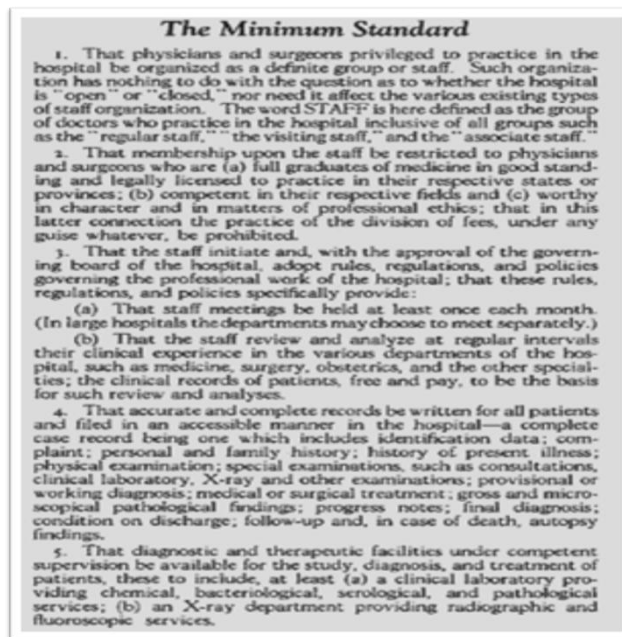 The Minimum Standard
1. That physicians and surgeons privileged to practice in the
hospital be organized as a definite group or staff. Such organiza-
tion has nothing to do with the question as to whether the hospital
is "open" or "closed," nor need it affect the various existing types
of staff organization. The word STAFF is here defined as the group
of doctors who practice in the hospital inclusive of all groups such
as the "regular staff," "the visiting staff," and the "associate staff."
2. That membership upon the staff be restricted to physicians
and surgeons who are (a) full graduates of medicine in good stand-
ing and legally licensed to practice in their respective states or
provinces; (b) competent in their respective fields and (c) worthy
in character and in matters of professional ethics; that in this
latter connection the practice of the division of fees, under any
guise whatever, be prohibited.
3. That the staff initiate and, with the approval of the govern-
ing board of the hospital, adopt rules, regulations, and policies
governing the professional work of the hospital; that these rules,
regulations, and policies specifically provide:
(a) That staff meetings be held at least once each month.
(In large hospitals the departments may choose to meet separately.)
(b) That the staff review and analyze at regular intervals
their clinical experience in the various departments of the hos-
pital, such as medicine, surgery, obstetrics, and the other special-
ties; the clinical records of patients, free and pay, to be the basis
for such review and analyses.
4. That accurate and complete records be written for all patients
and filed in an accessible manner in the hospital—a complete
case record being one which includes identification data; com-
plaint; personal and family history; history of present illness;
physical examination; special examinations, such as consultations,
clinical laboratory, X-ray and other examinations; provisional or
working diagnosis; medical or surgical treatment; gross and micro-
scopical pathological findings; progress notes; final diagnosis;
condition on discharge; follow-up and, in case of death, autopsy
findings.
5. That diagnostic and therapeutic facilities under competent
supervision be available for the study, diagnosis, and treatment of
patients, these to include, at least (a) a clinical laboratory pro-
viding chemical, bacteriological, serological, and pathological
services; (b) an X-ray department providing radiographic and
fluoroscopic services.